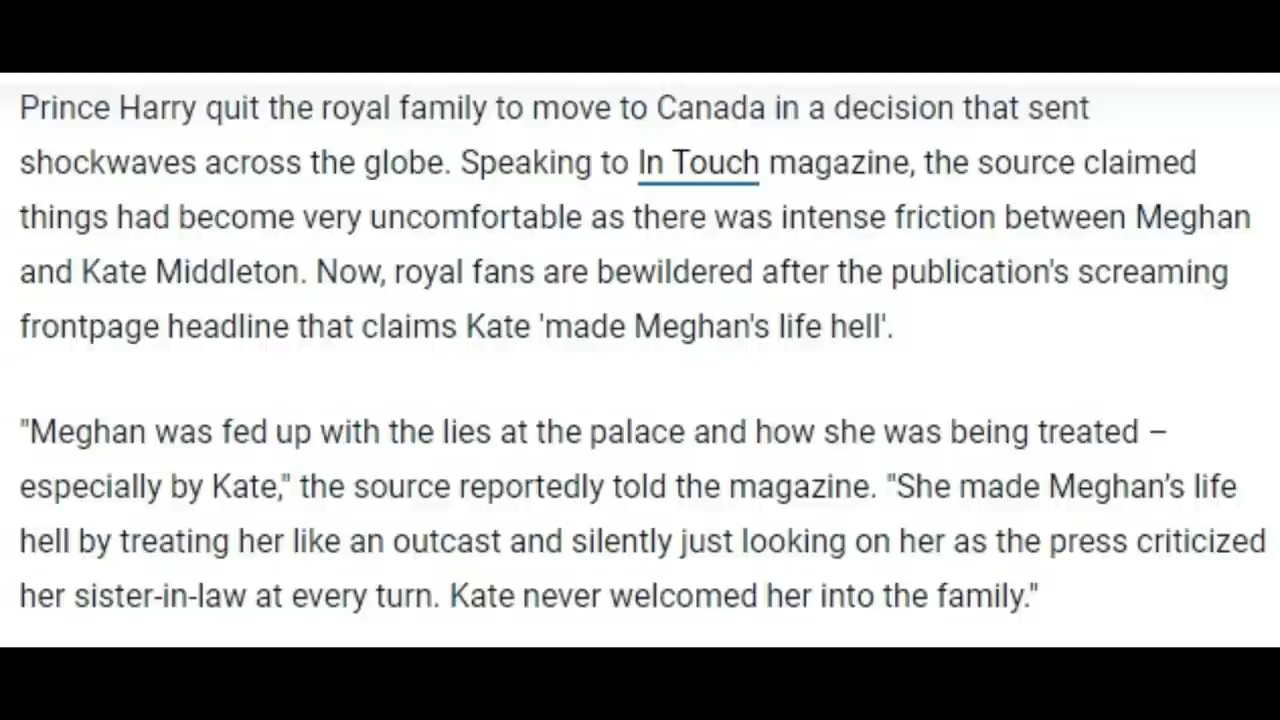 Prince Harry quit the royal family to move to Canada in a decision that sent
shockwaves across the globe. Speaking to In Touch magazine, the source claimed
things had become very uncomfortable as there was intense friction between Meghan
and Kate Middleton. Now, royal fans are bewildered after the publication's screaming
frontpage headline that claims Kate 'made Meghan's life hell'.
"Meghan was fed up with the lies at the palace and how she was being treated –
especially by Kate," the source reportedly told the magazine. "She made Meghan’s life
hell by treating her like an outcast and silently just looking on her as the press criticized
her sister-in-law at every turn. Kate never welcomed her into the family."